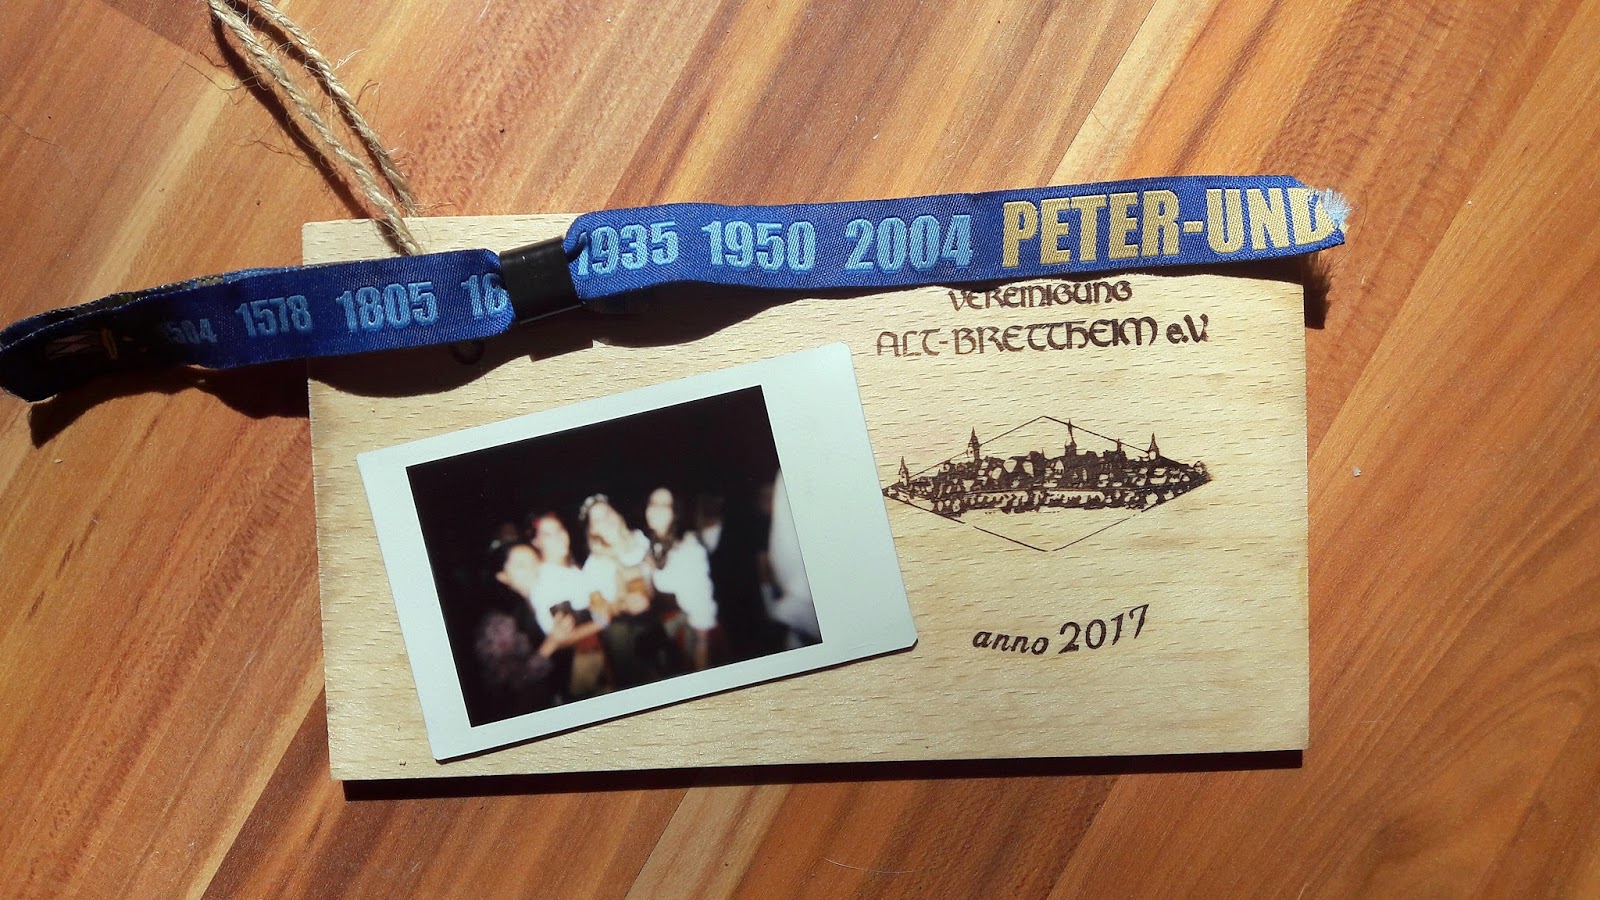 1504 1578 1805 18
1935 1950 2004 PETER-UND
VEREINIGUNG
ALT-BRETTHEIM e.V
anno 2017